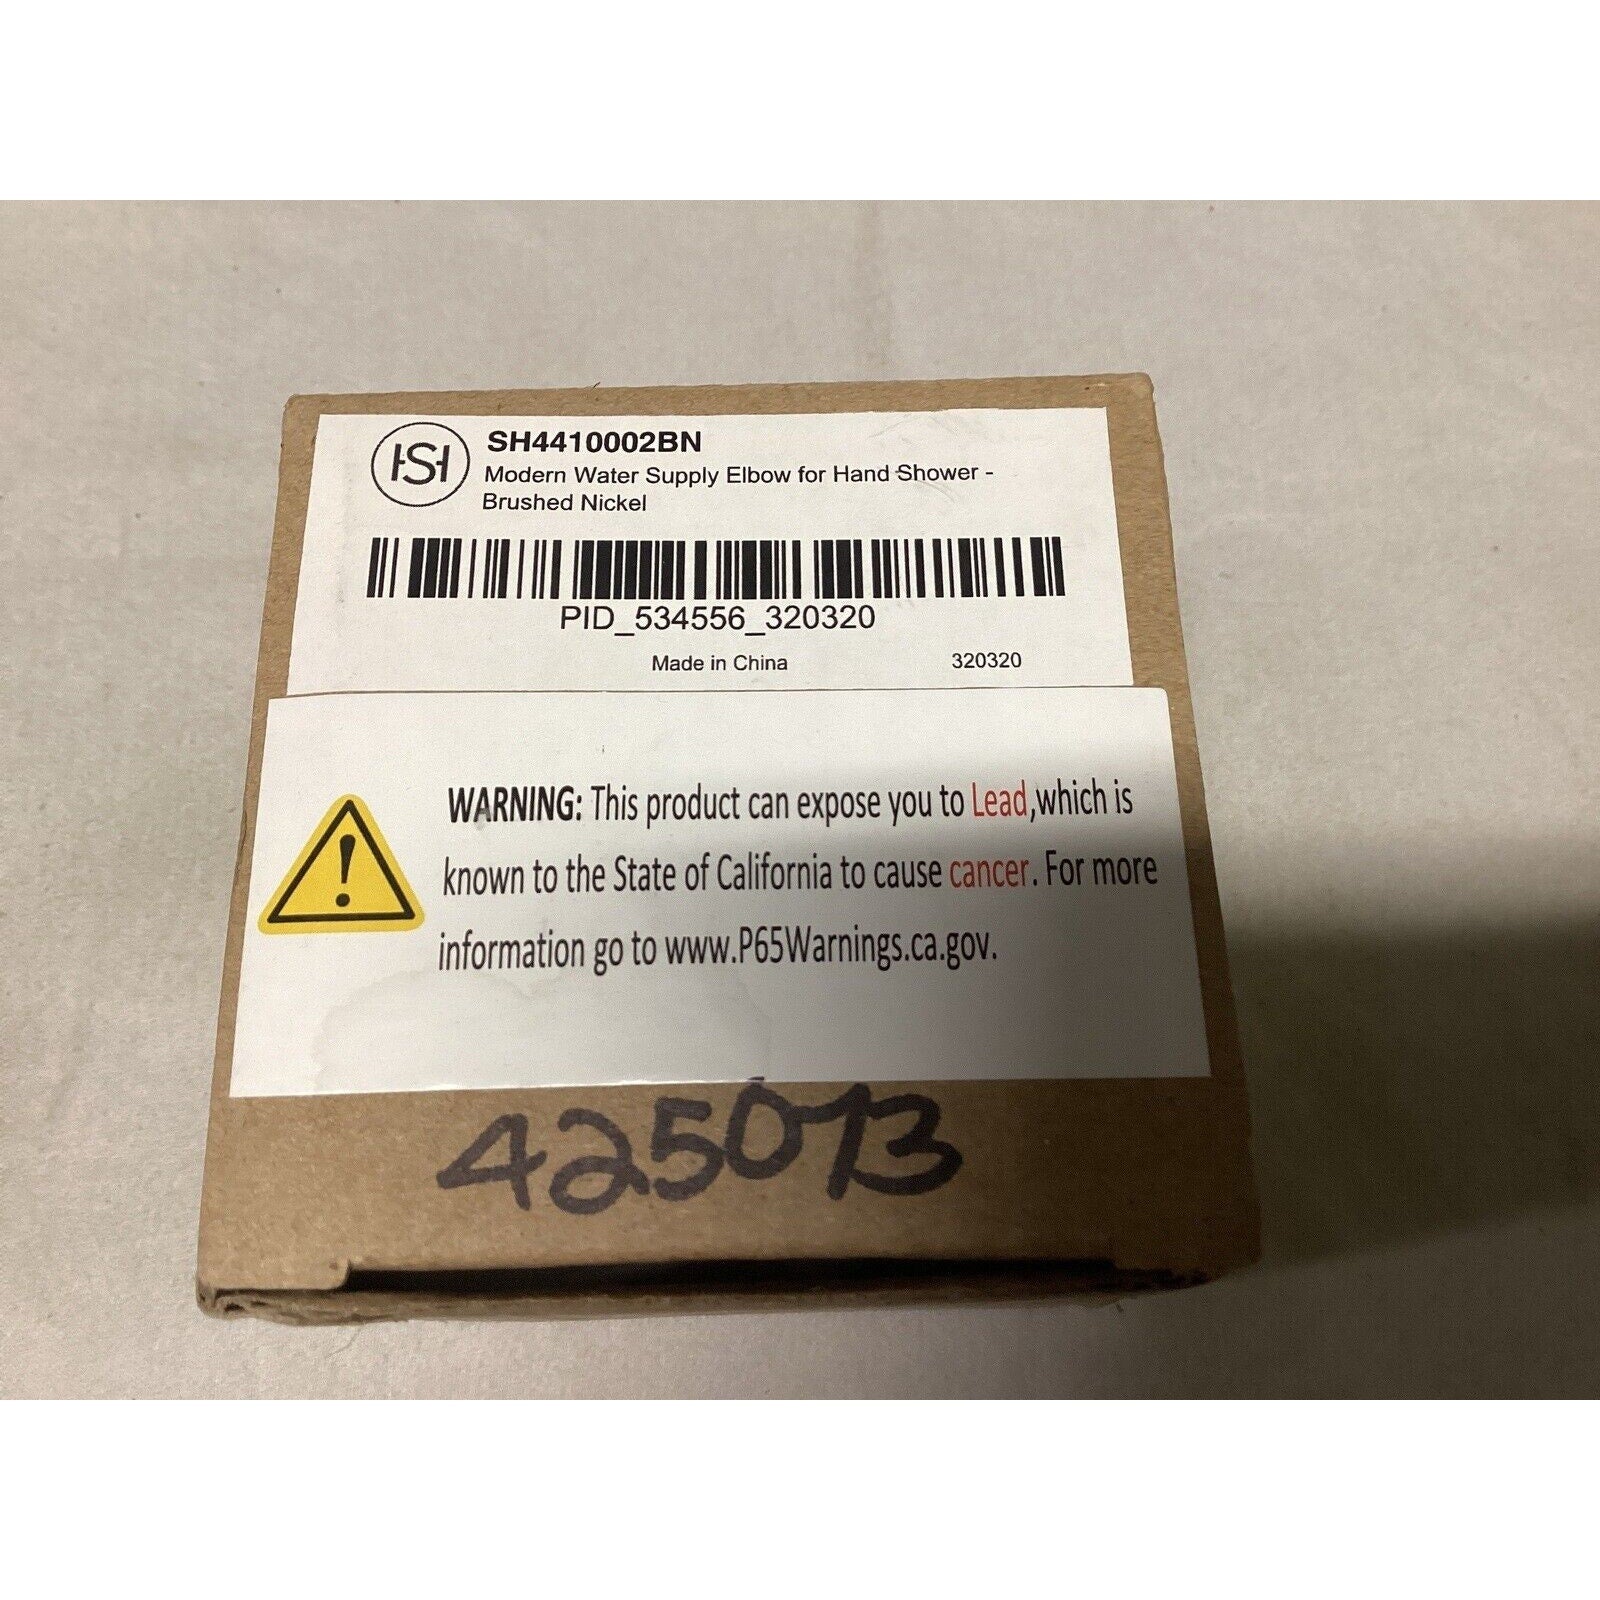 HSH
SH4410002BN
Modern Water Supply Elbow for Hand Shower -
Brushed Nickel
PID_534556_320320
Made in China 320320
WARNING: This product can expose you to Lead,which is
known to the State of California to cause cancer. For more
information go to www.P65Warnings.ca.gov.
425073